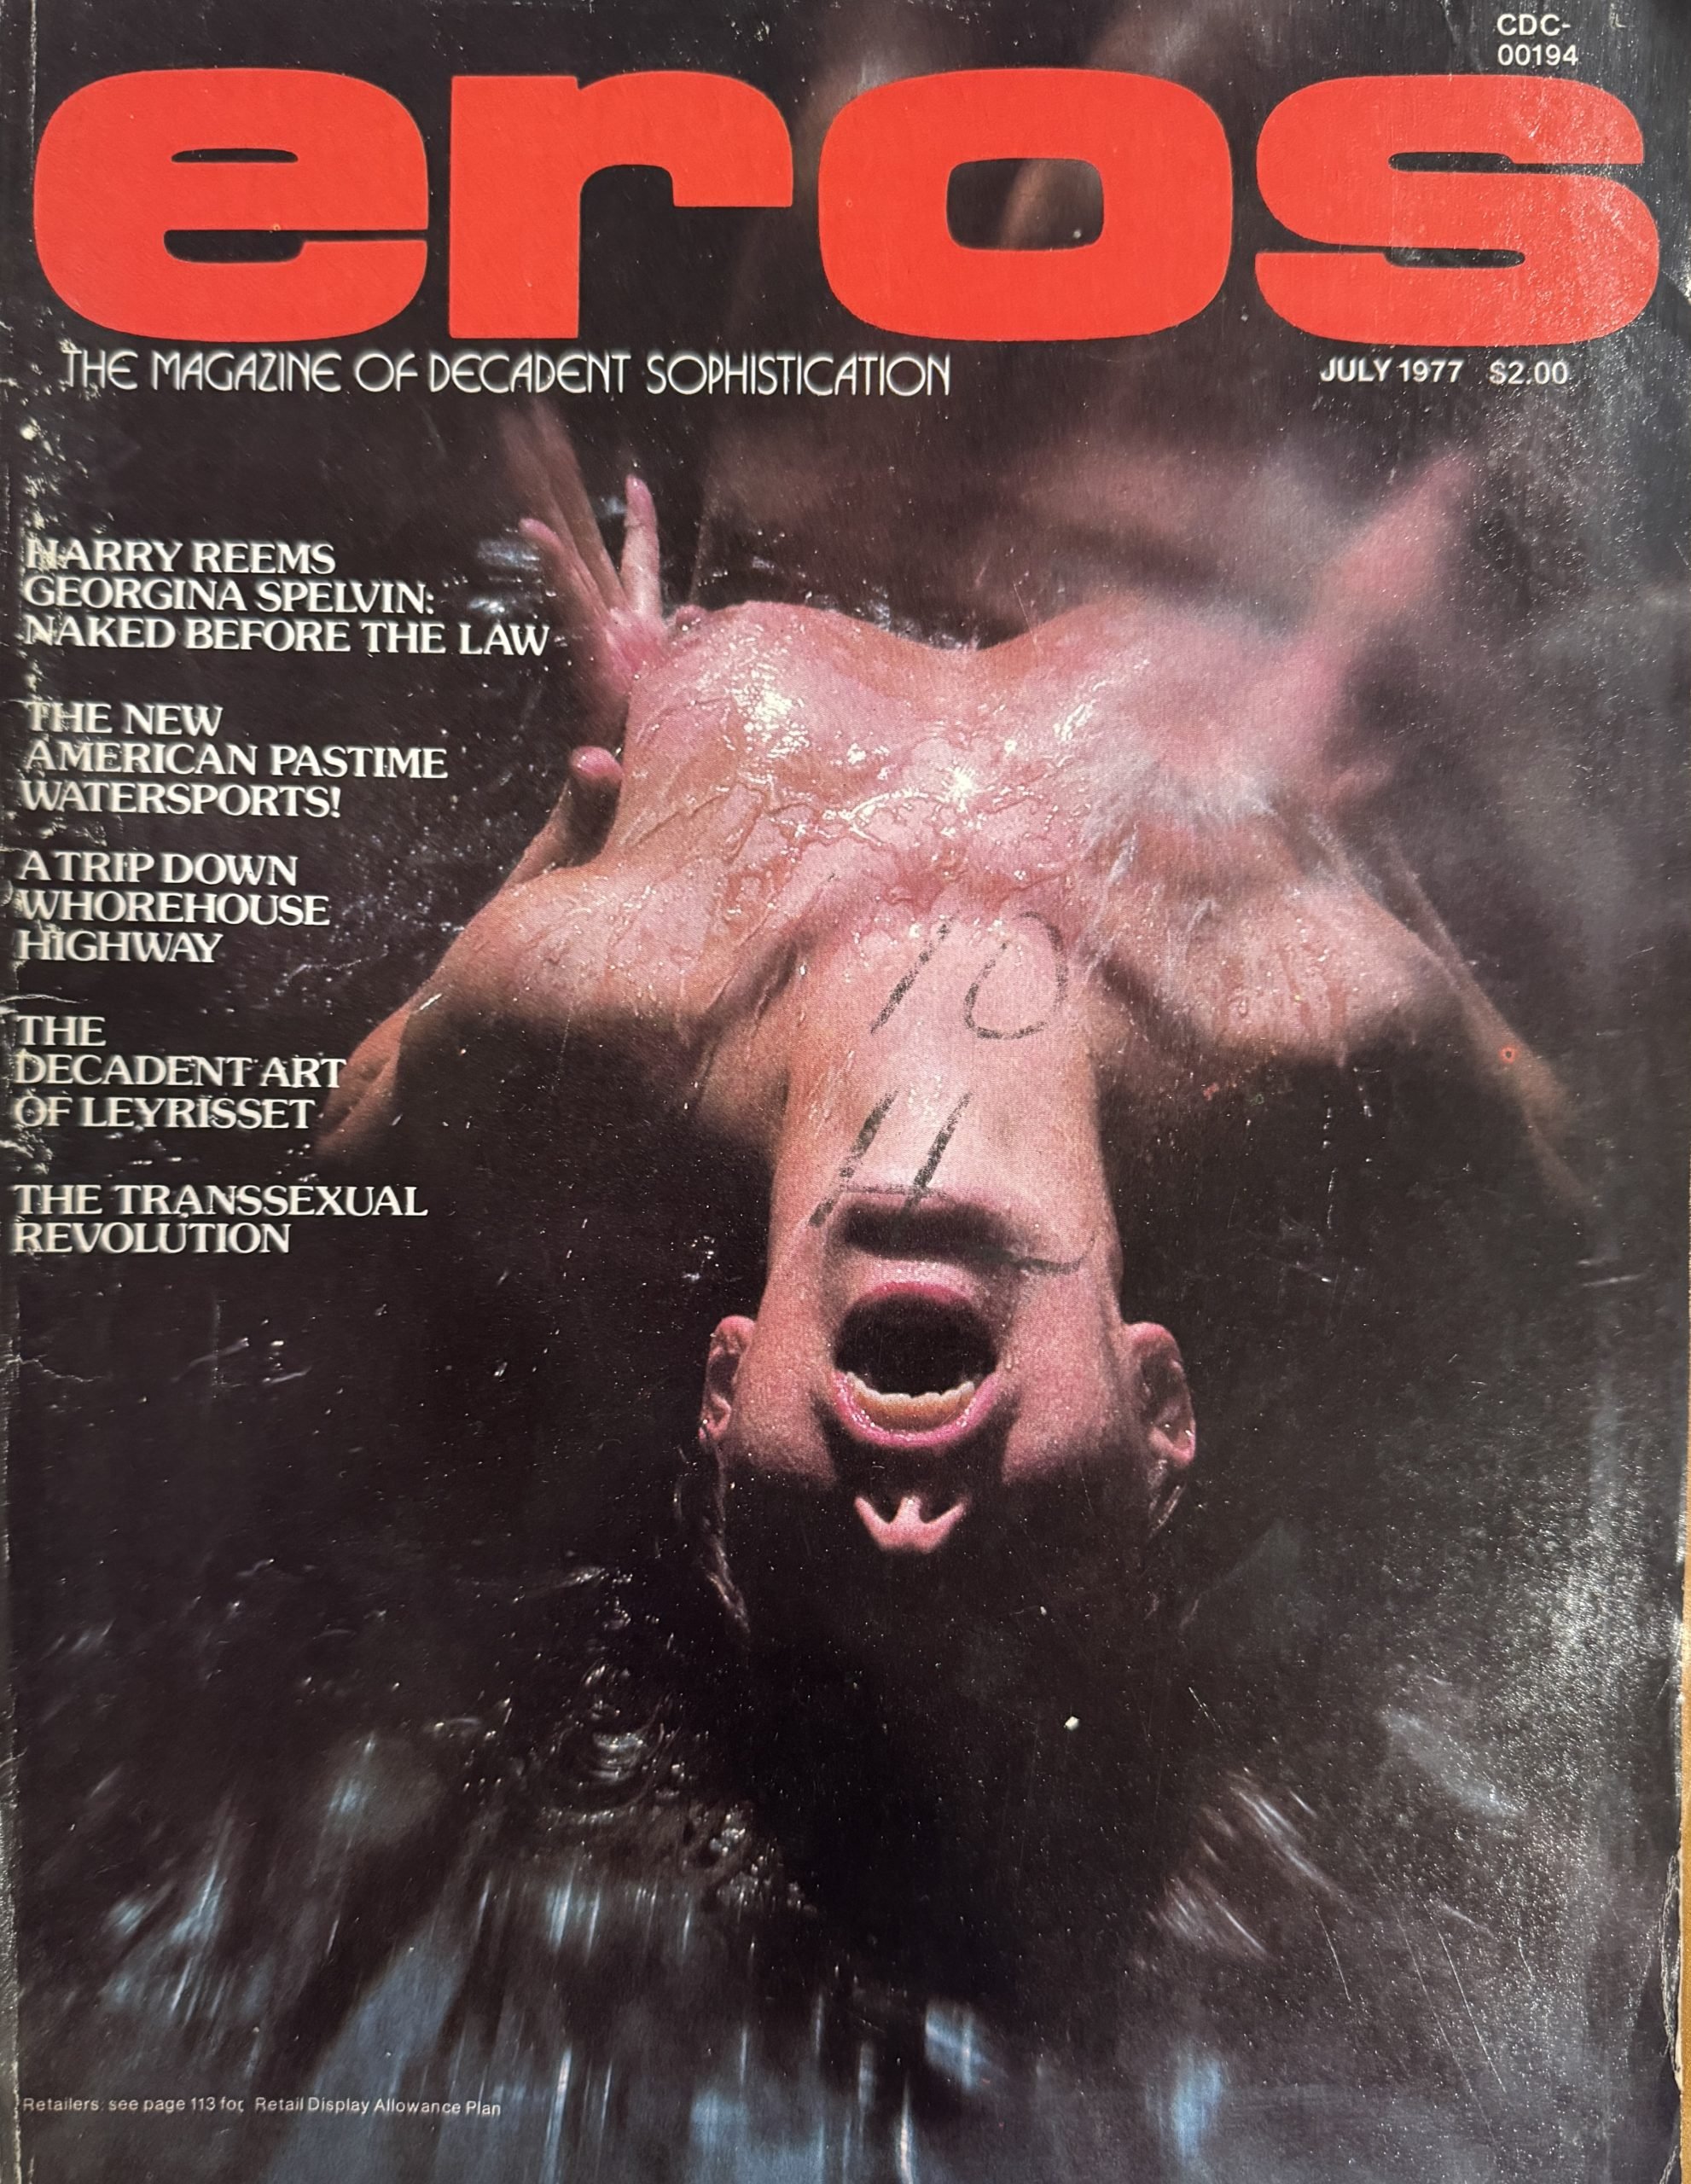 CDC-
00194
eros
THE MAGAZINE OF DECADENT SOPHISTICATION
JULY 1977 $2.00
HARRY REEMS
GEORGINA SPELVIN:
NAKED BEFORE THE LAW
THE NEW
AMERICAN PASTIME
WATERSPORTS!
A TRIP DOWN
WHOREHOUSE
HIGHWAY
THE
DECADENT ART
OF LEYRISSET
THE TRANSSEXUAL
REVOLUTION
10
Retailers: see page 113 for Retail Display Allowance Plan